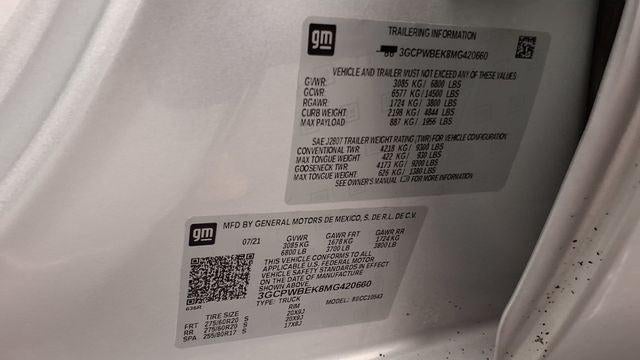 gm
TRAILERING INFORMATION
3GCPWBEK8MG420660
VEHICLE AND TRAILER MUST NOT EXCEED ANY OF THESE VALUES
GVWR: 3085 KG/ 6800 LBS
GCWR: 6577 KG/14500 LBS
RGAWR: 1724 KG/ 3800 LBS
CURB WEIGHT 2198 KG/ 4844 LBS
MAX PAYLOAD 887 KG/ 1956 LBS
SAE J2807 TRAILER WEIGHT RATING (TWR) FOR VEHICLE CONFIGURATION
CONVENTIONAL TWR: 4218 KG/ 9300 LBS
MAX TONGUE WEIGHT 422 KG/ 930 LBS
GOOSENECK TWR: 4173 KG/ 9200 LBS
MAX TONGUE WEIGHT 626 KG/ 1380 LBS
SEE OWNER'S MANUAL FOR MORE INFORMATION
gm
MFD BY GENERAL MOTORS DE MEXICO, S. DE R.L. DE C.V.
07/21 GVWR GAWR FRT GAWR RR
3085 KG 1678 KG 1724 KG
6800 LB 3700 LB 3800 LB
THIS VEHICLE CONFORMS TO ALL
APPLICABLE U.S. FEDERAL MOTOR
VEHICLE SAFETY STANDARDS IN
EFFECT ON THE DATE OF MANUFACTURE
SHOWN ABOVE.
3GCPWBEK8MG420660
TYPE: TRUCK MODEL:
TIRE SIZE RIM
FRT 275/60R20 S 20X9J
RR 275/60R20 S 20X9J
SPA 255/80R17 S 17X8J